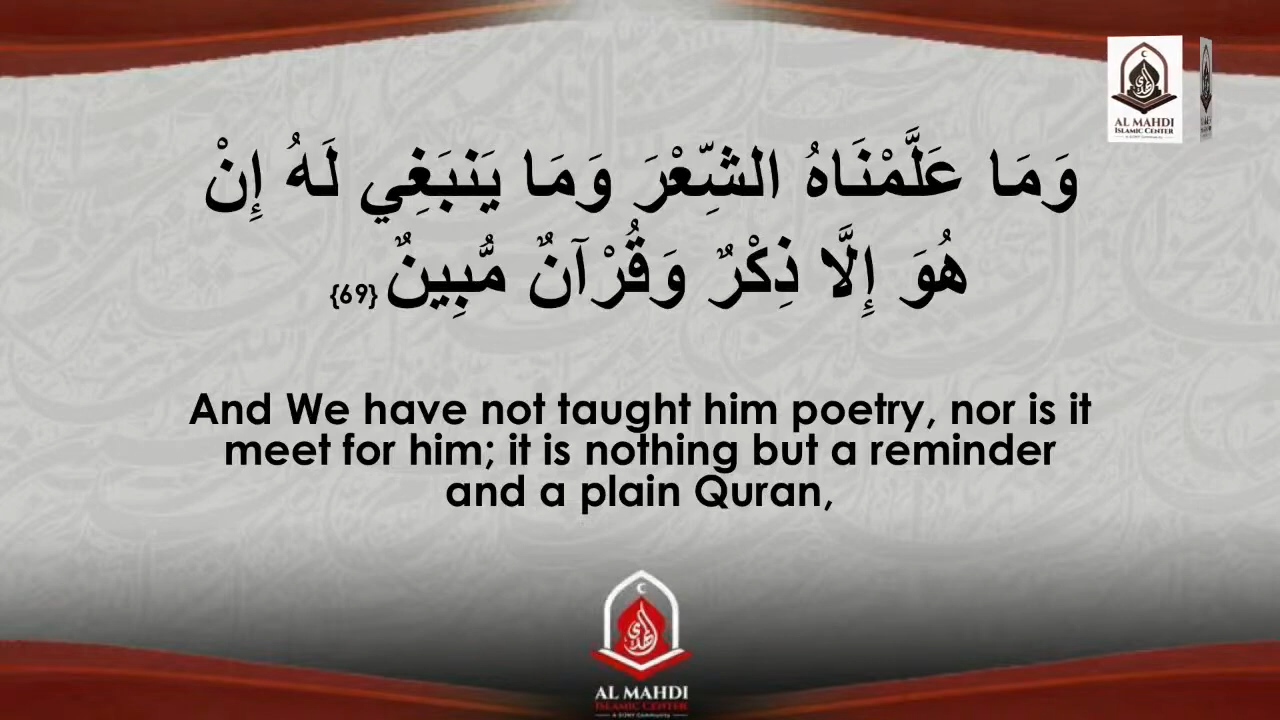 AL MAHDI
ISLAMIC CENTER
وَمَا عَلَّمْنَاهُ الشِّعْرَ وَمَا يَنبَغِي لَهُ إِنْ
هُوَ إِلَّا ذِكْرٌ وَقُرْآنٌ مُّبِينٌ {69}
And We have not taught him poetry, nor is it
meet for him; it is nothing but a reminder
and a plain Quran,
AL MAHDI
ISLAMIC CENTER